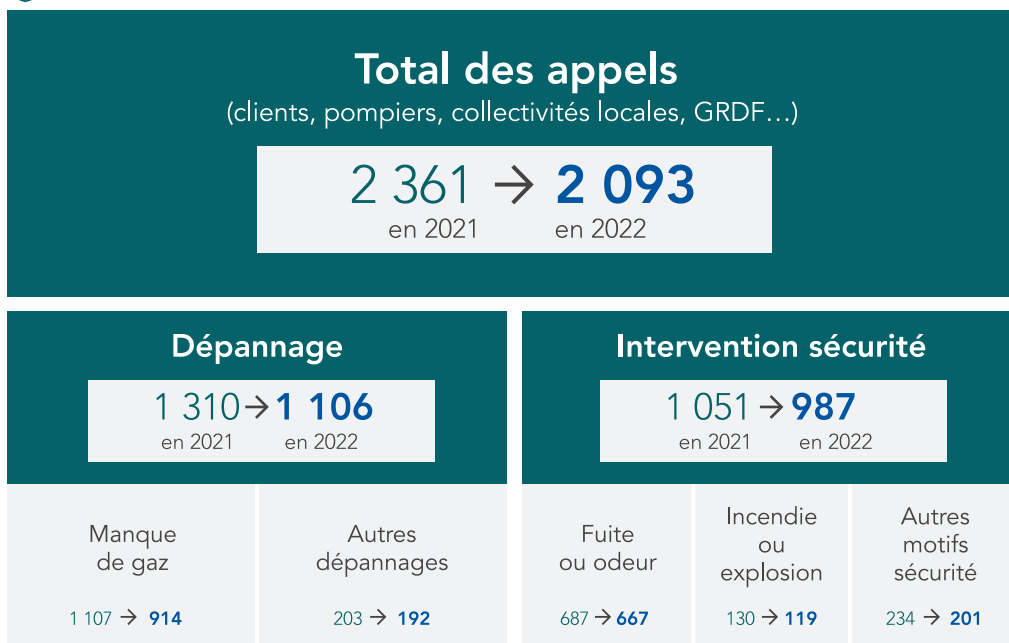 Total des appels
(clients, pompiers, collectivités locales, GRDF...)
2 361 → 2 093
en 2021 en 2022
Dépannage
1 310 → 1 106
en 2021 en 2022
Manque
de gaz
1 107 → 914
Autres
dépannages
203 → 192
Intervention sécurité
1 051 → 987
en 2021 en 2022
Fuite
ou odeur
687 → 667
Incendie
ou
explosion
130 → 119
Autres
motifs
sécurité
234 → 201